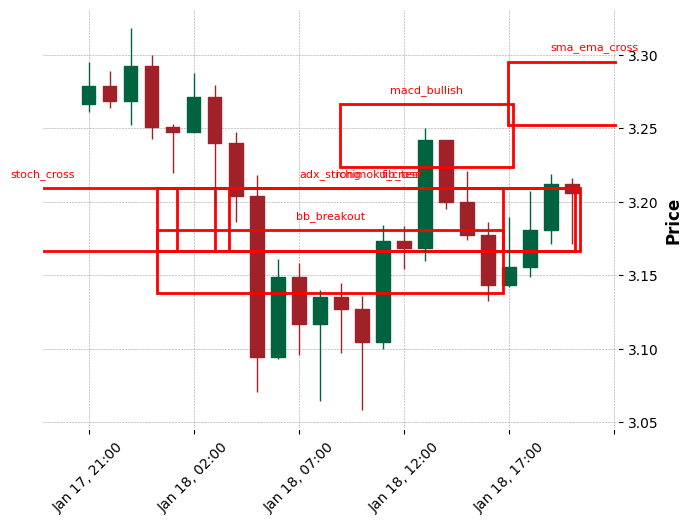 sma_ema_cross
3.30
macd_bullish
3.25
stoch_cross
adx_strong
3.20
bb_breakout
Price
3.15
3.10
3.05
Jan 17, 21:00
Jan 18, 02:00
Jan 18, 07:00
Jan 18, 12:00
Jan 18, 17:00